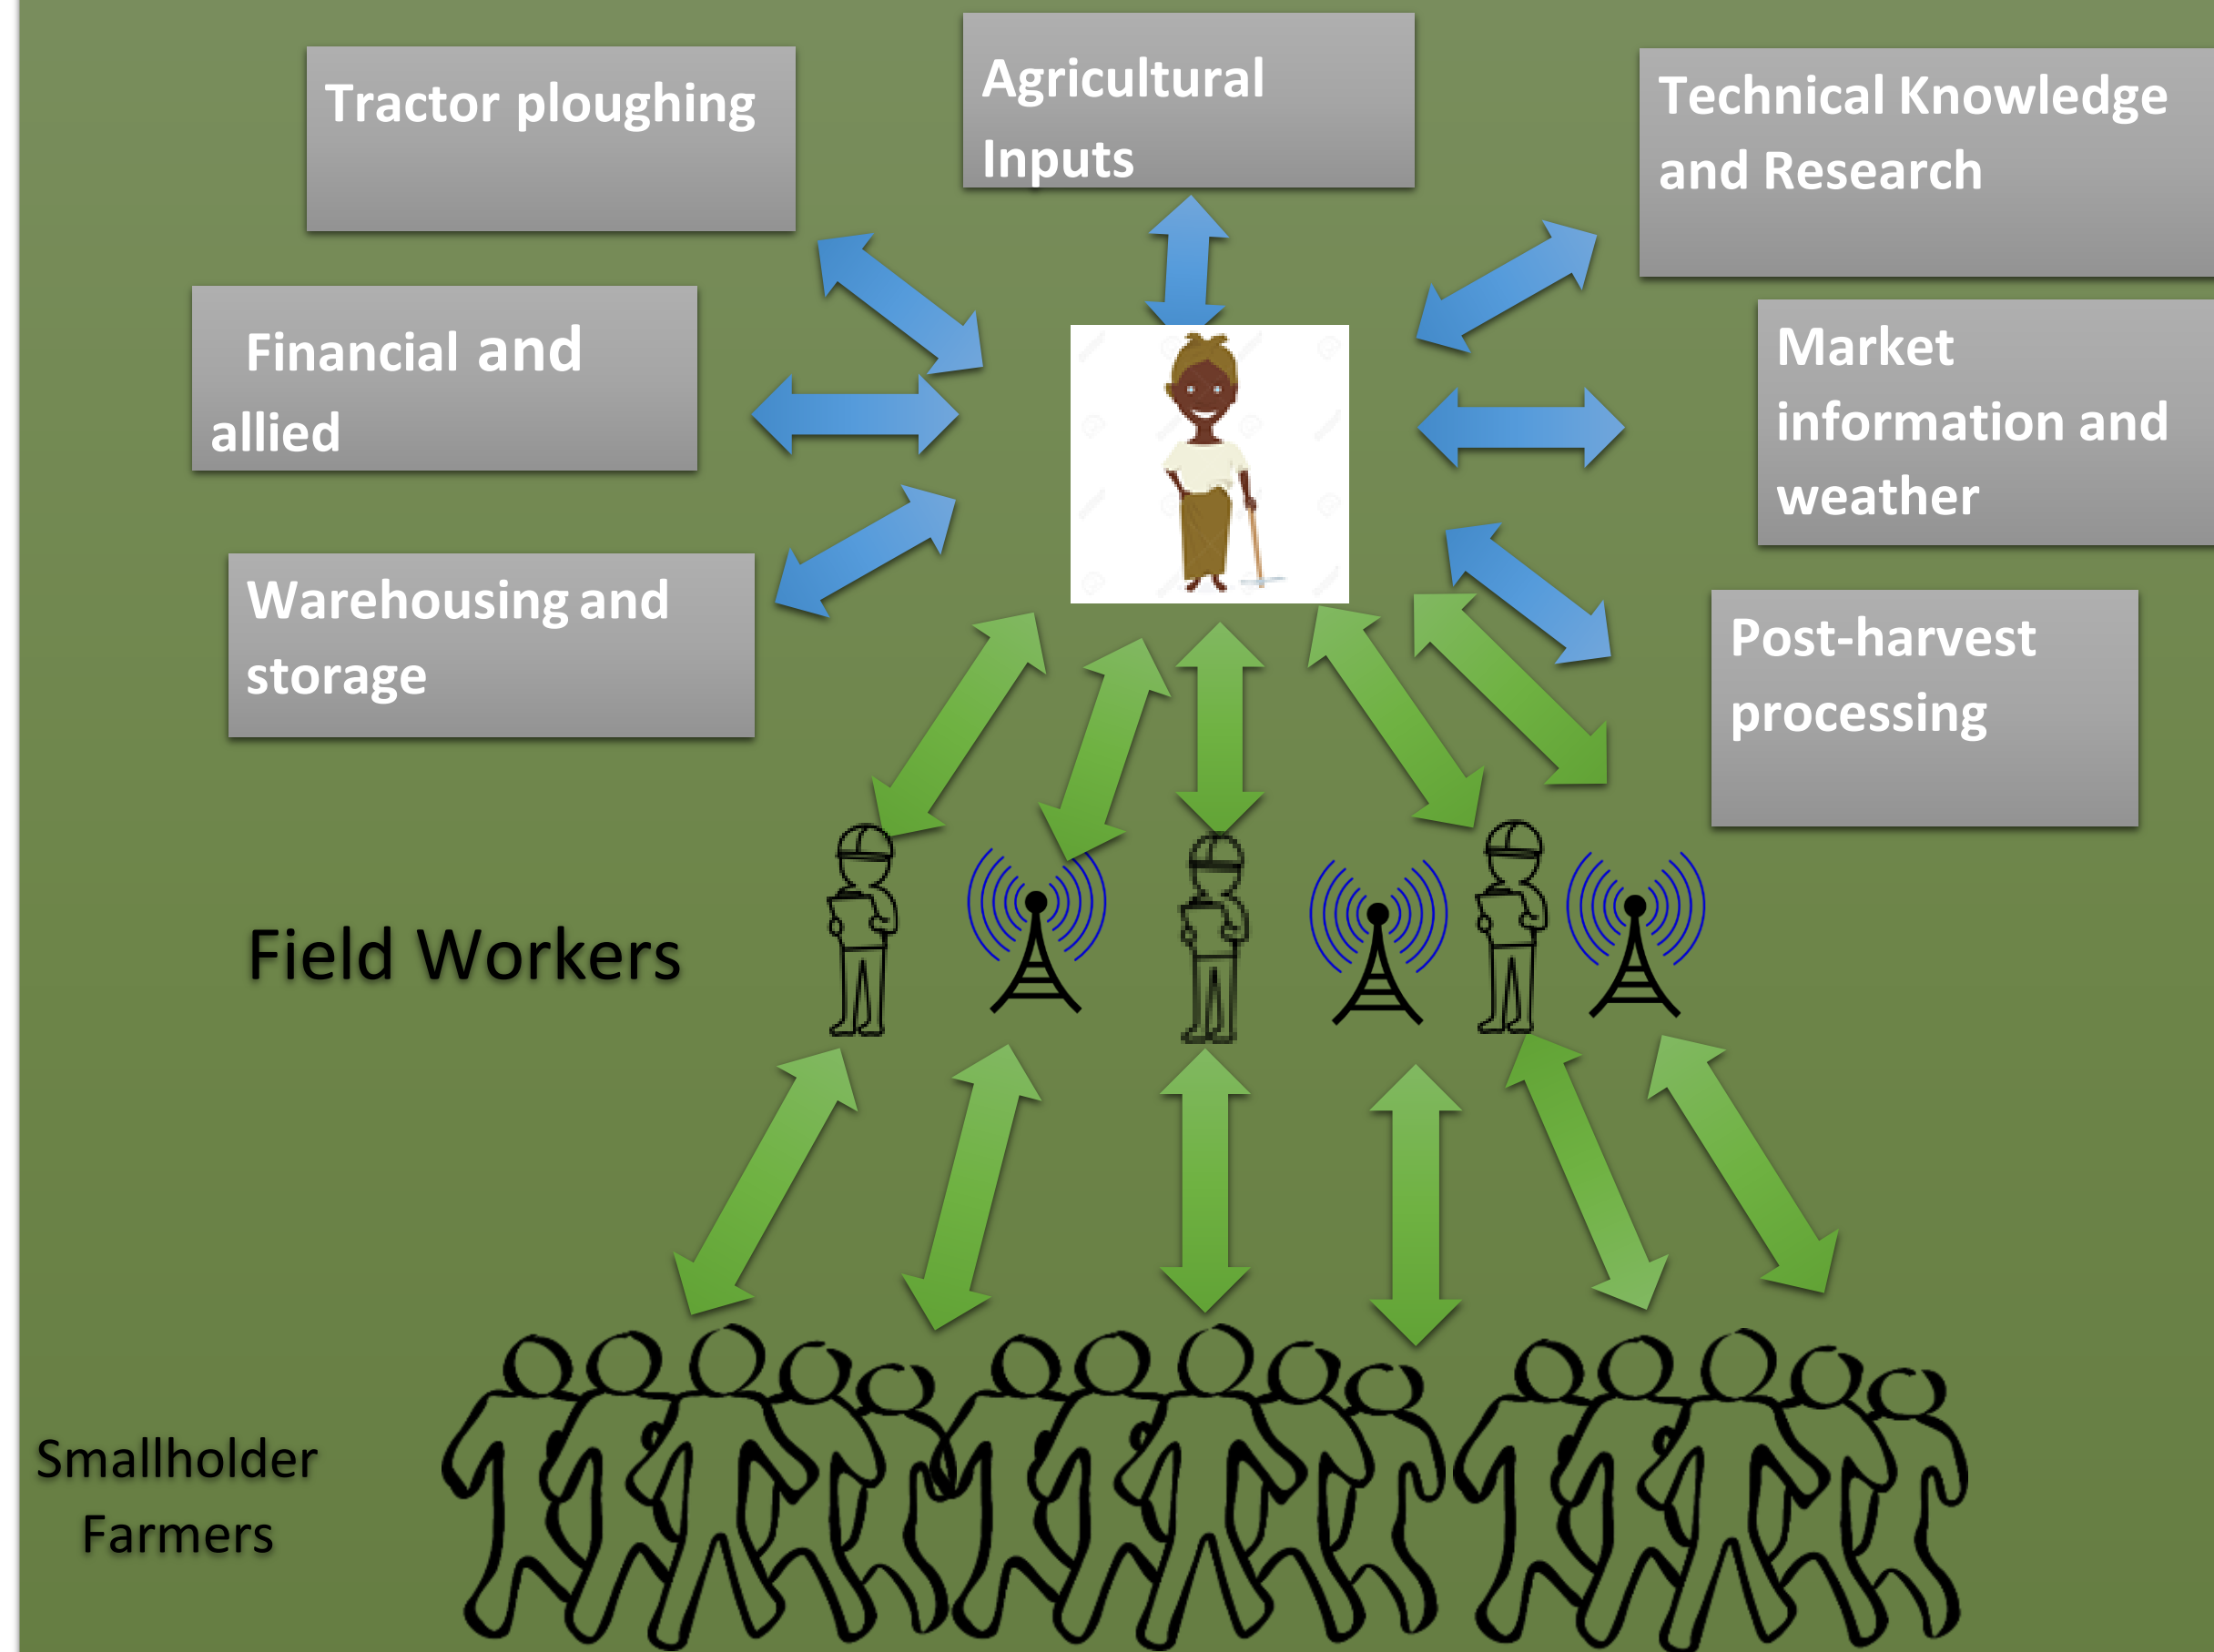 Tractor ploughing
Agricultural
Inputs
Technical Knowledge
and Research
Financial and
allied
Market
information and
weather
Warehousing and
storage
Post-harvest
processing
Field Workers
Smallholder
Farmers